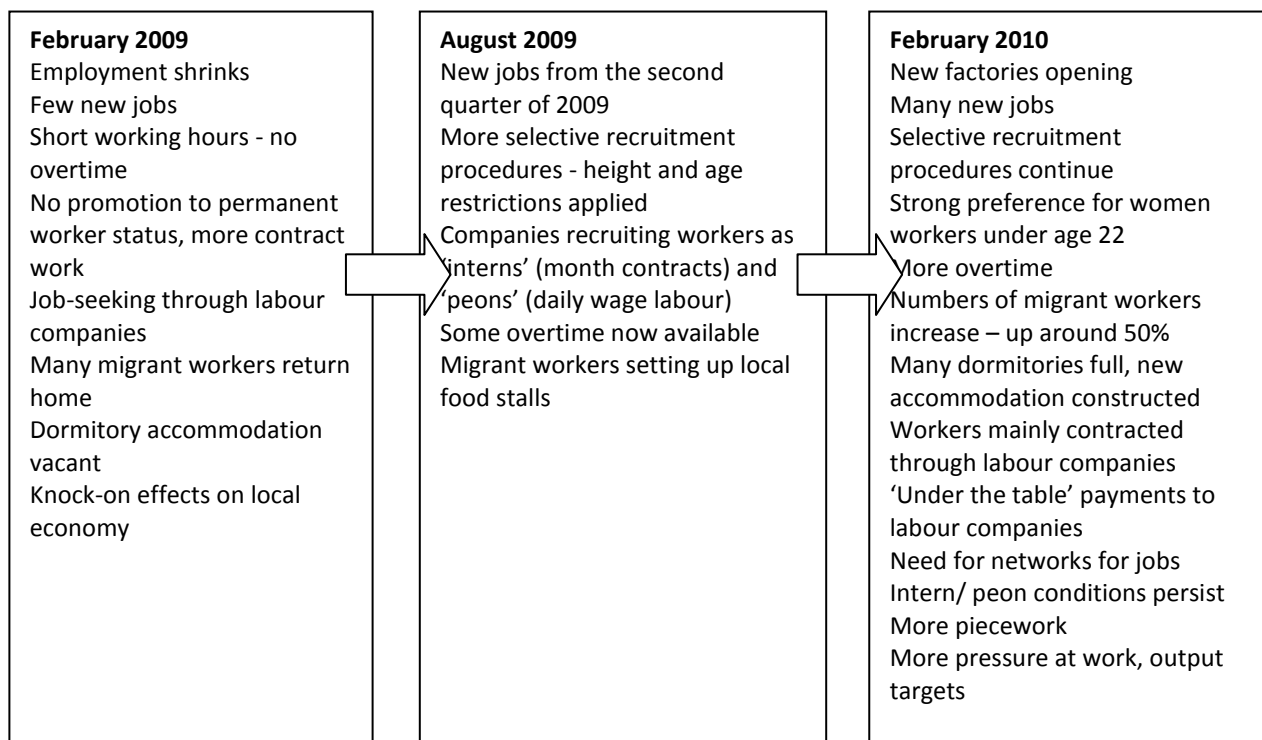 February 2009
Employment shrinks
Few new jobs
Short working hours - no
overtime
No promotion to permanent
worker status, more contract
work
Job-seeking through labour
companies
Many migrant workers return
home
Dormitory accommodation
vacant
Knock-on effects on local
economy
August 2009
New jobs from the second
quarter of 2009
More selective recruitment
procedures - height and age
restrictions applied
Companies recruiting workers as
'interns' (month contracts) and
'peons' (daily wage labour)
Some overtime now available
Migrant workers setting up local
food stalls
February 2010
New factories opening
Many new jobs
Selective recruitment
procedures continue
Strong preference for women
workers under age 22
More overtime
Numbers of migrant workers
increase – up around 50%
Many dormitories full, new
accommodation constructed
Workers mainly contracted
through labour companies
‘Under the table’ payments to
labour companies
Need for networks for jobs
Intern/ peon conditions persist
More piecework
More pressure at work, output
targets